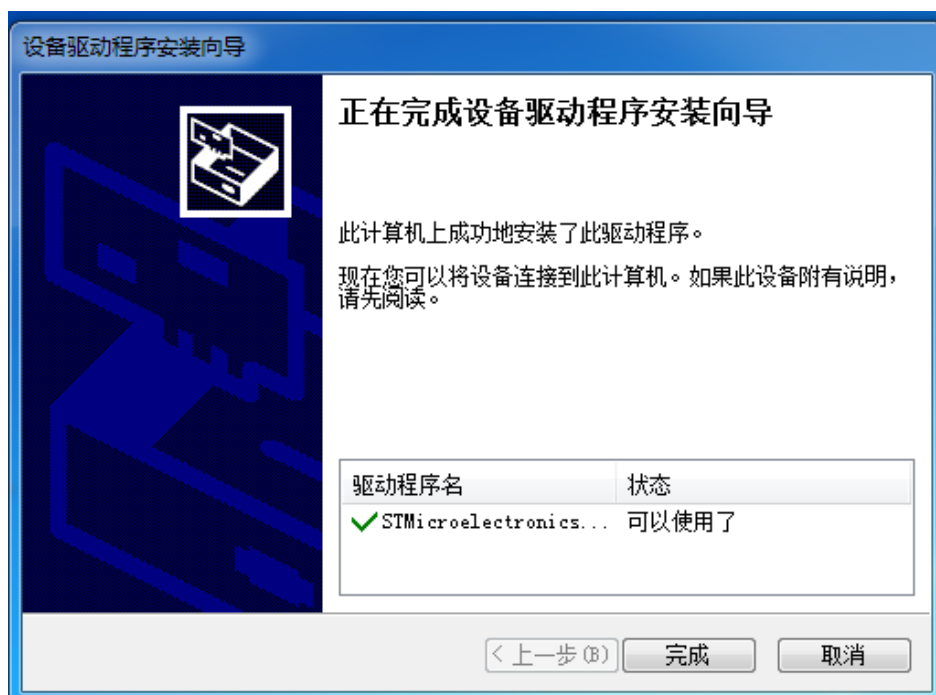 设备驱动程序安装向导
正在完成设备驱动程序安装向导
此计算机上成功地安装了此驱动程序。
现在您可以将设备连接到此计算机。如果此设备附有说明，
请先阅读。
驱动程序名 状态
STMicroelectronics... 可以使用了
< 上一步(B) 完成 取消